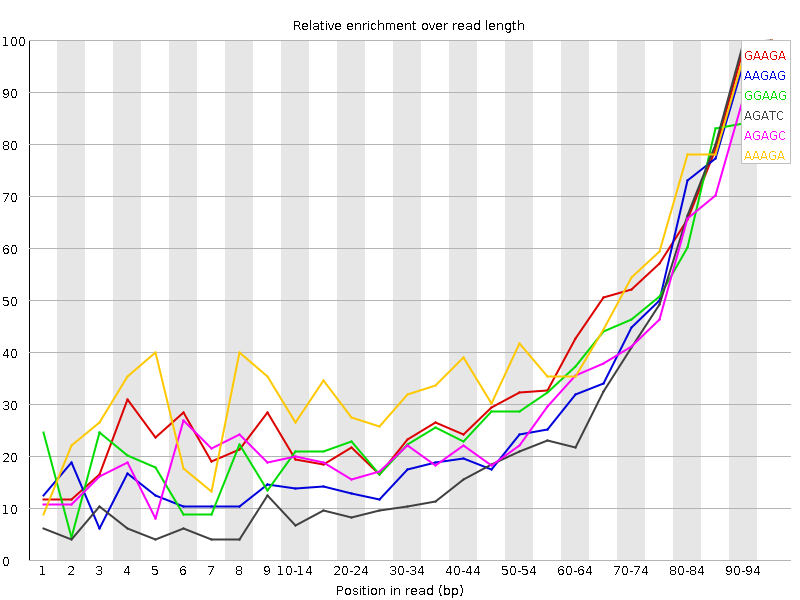 Relative enrichment over read length
100
90
80
70
60
50
40
30
20
10
0
GAAGA
AAGAG
GGAAG
AGATC
AGAGC
AAAGA
1 2 3 4 5 6 7 8 9 10-14 20-24 30-34 40-44 50-54 60-64 70-74 80-84 90-94
Position in read (bp)